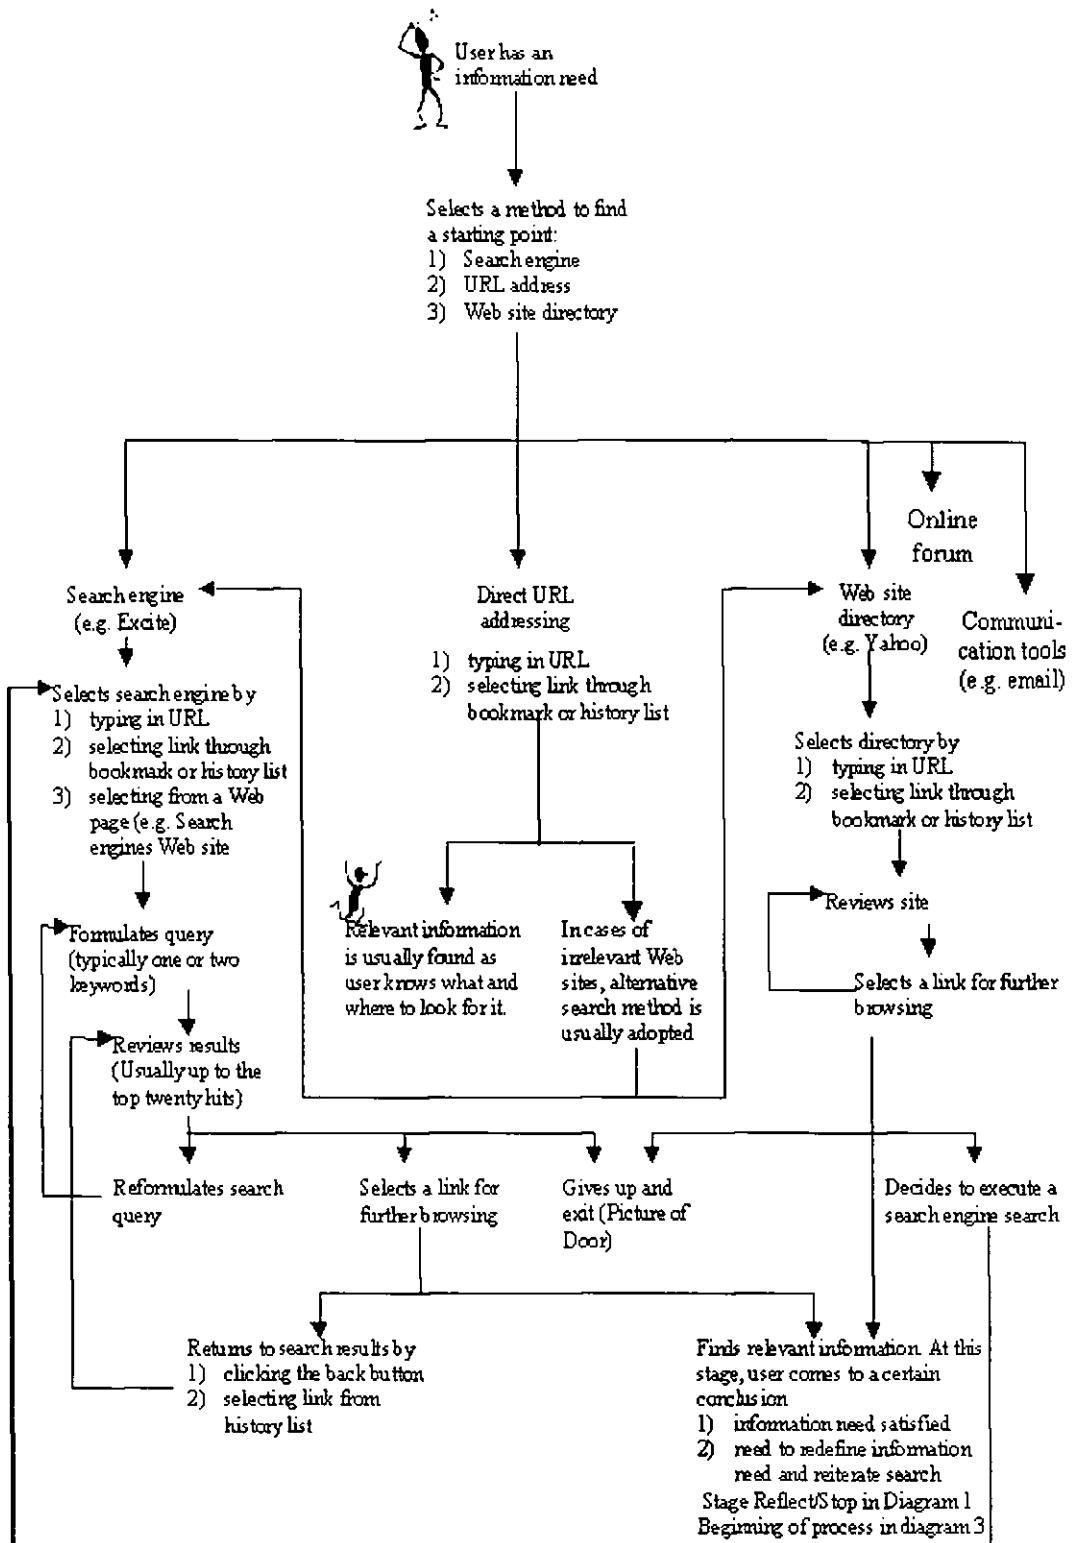 User has an
information need
Selects a method to find
a starting point:
1) Search engine
2) URL address
3) Web site directory
Online
forum
Search engine
(e.g. Excite)
Direct URL
addressing
1) typing in URL
2) selecting link through
bookmark or history list
Web site
directory
(e.g. Yahoo)
Communi-
cation tools
(e.g. email)
Selects search engine by
1) typing in URL
2) selecting link through
bookmark or history list
3) selecting from a Web
page (e.g. Search
engines Web site
Selects directory by
1) typing in URL
2) selecting link through
bookmark or history list
Reviews site
Selects a link for further
browsing
Relevant information
is usually found as
user knows what and
where to look for it.
In cases of
irrelevant Web
sites, alternative
search method is
usually adopted
Formulates query
(typically one or two
keywords)
Reviews results
(Usually up to the
top twenty hits)
Reformulates search
query
Selects a link for
further browsing
Gives up and
exit (Picture of
Door)
Decides to execute a
search engine search
Returns to search results by
1) clicking the back button
2) selecting link from
history list
Finds relevant information. At this
stage, user comes to a certain
conclusion
1) information need satisfied
2) need to redefine information
need and reiterate search
Stage Reflect/Stop in Diagram 1
Beginning of process in diagram 3